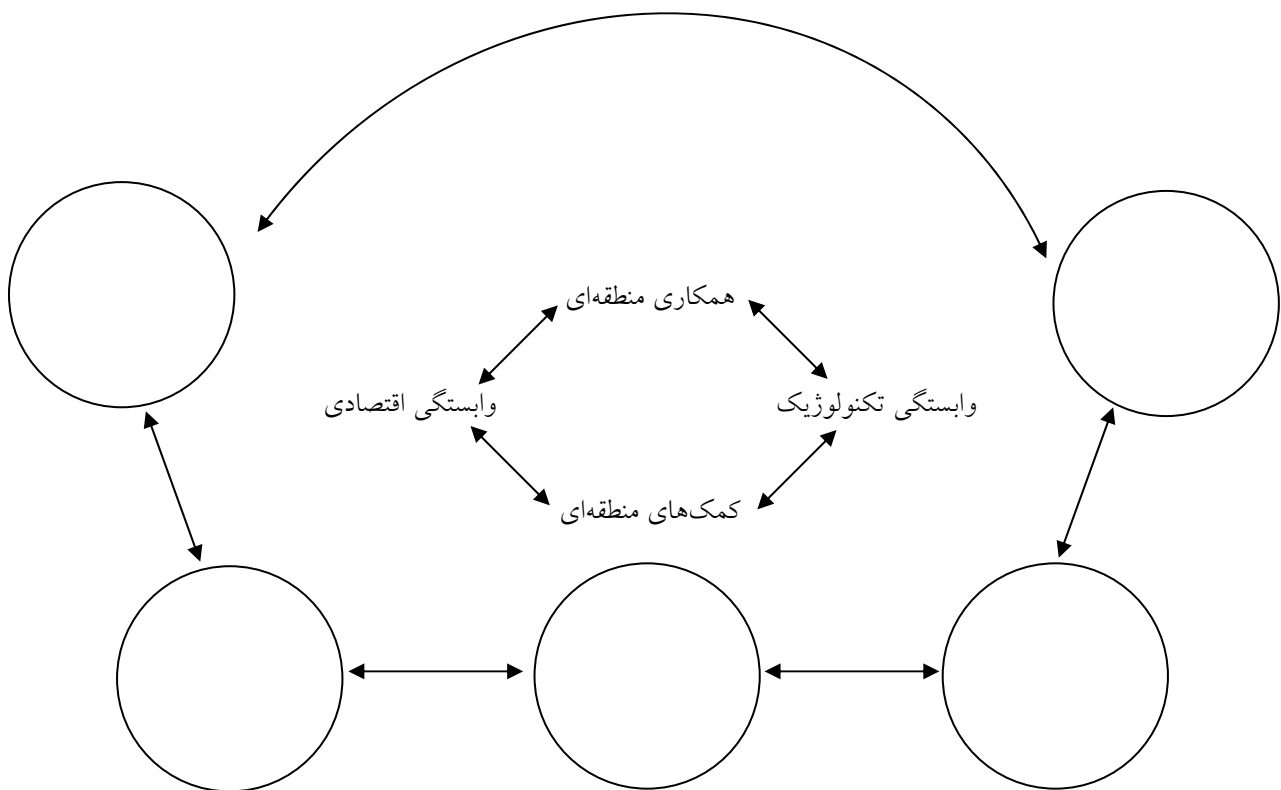 همکاری منطقه‌ای
وابستگی تکنولوژیک
وابستگی اقتصادی
کمک‌های منطقه‌ای